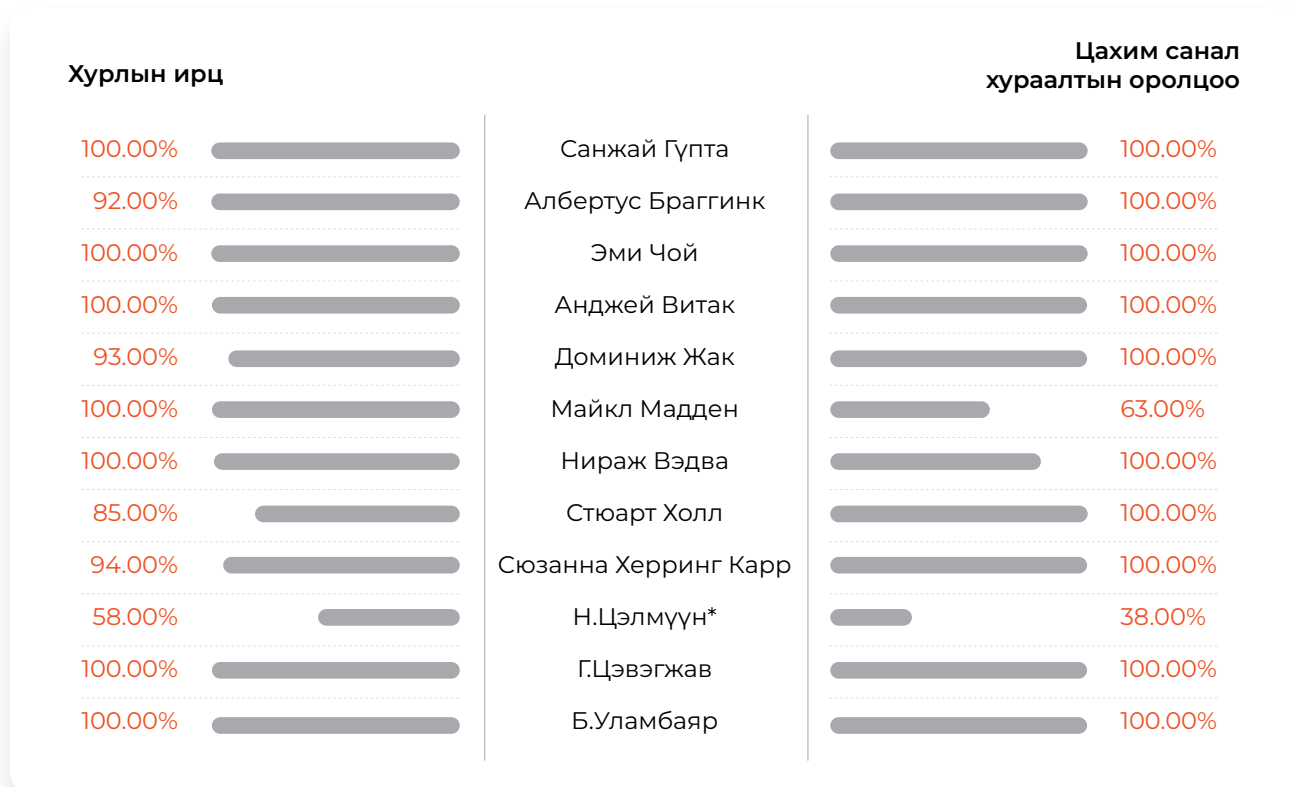 Хурлын ирц
Цахим санал
хураалтын оролцоо
100.00% Санжай Гүпта 100.00%
92.00% Албертус Браггинк 100.00%
100.00% Эми Чой 100.00%
100.00% Анджей Витак 100.00%
93.00% Доминиж Жак 100.00%
100.00% Майкл Мадден 63.00%
100.00% Нираж Вэдва 100.00%
85.00% Стюарт Холл 100.00%
94.00% Сюзанна Херринг Карр 100.00%
58.00% Н.Цэлмүүн* 38.00%
100.00% Г.Цэвэгжав 100.00%
100.00% Б.Уламбаяр 100.00%